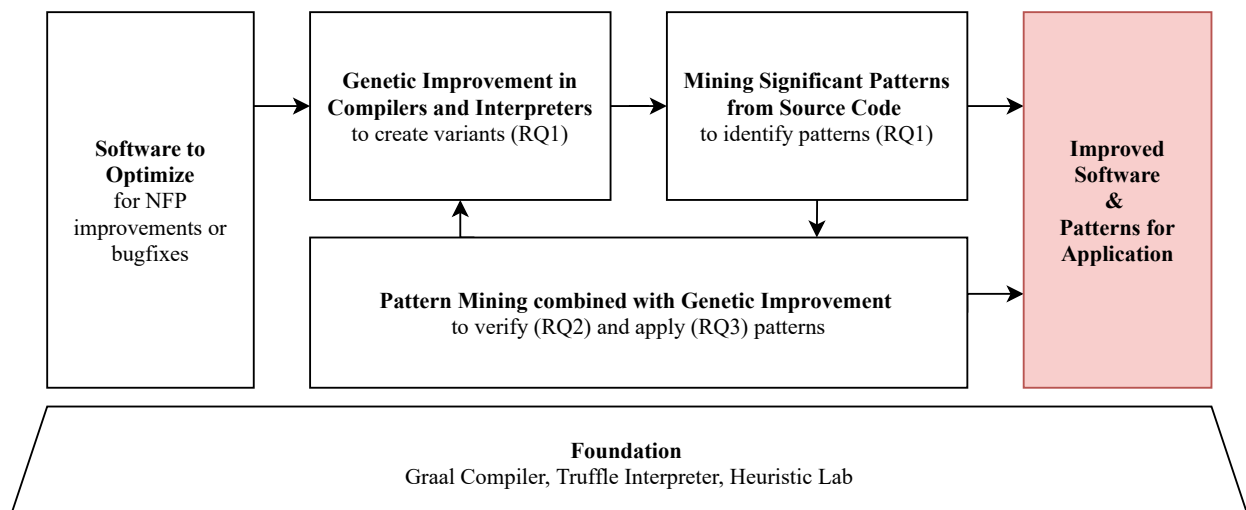 Software to
Optimize
for NFP
improvements or
bugfixes
Genetic Improvement in
Compilers and Interpreters
to create variants (RQ1)
Mining Significant Patterns
from Source Code
to identify patterns (RQ1)
Pattern Mining combined with Genetic Improvement
to verify (RQ2) and apply (RQ3) patterns
Improved
Software
&
Patterns for
Application
Foundation
Graal Compiler, Truffle Interpreter, Heuristic Lab